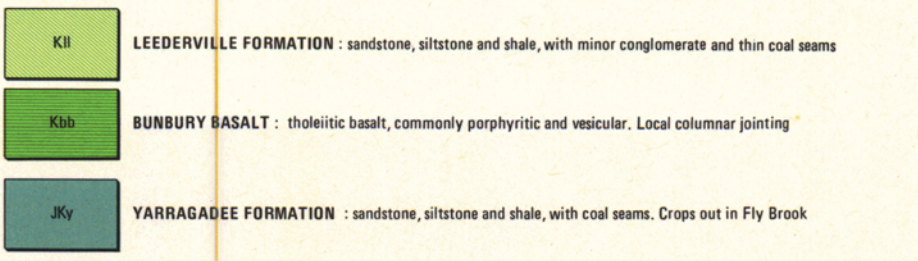 Kll LEEDERVILLE FORMATION : sandstone, siltstone and shale, with minor conglomerate and thin coal seams
Kbb BUNBURY BASALT : tholeiitic basalt, commonly porphyritic and vesicular. Local columnar jointing
JKy YARRAGADEE FORMATION : sandstone, siltstone and shale, with coal seams. Crops out in Fly Brook